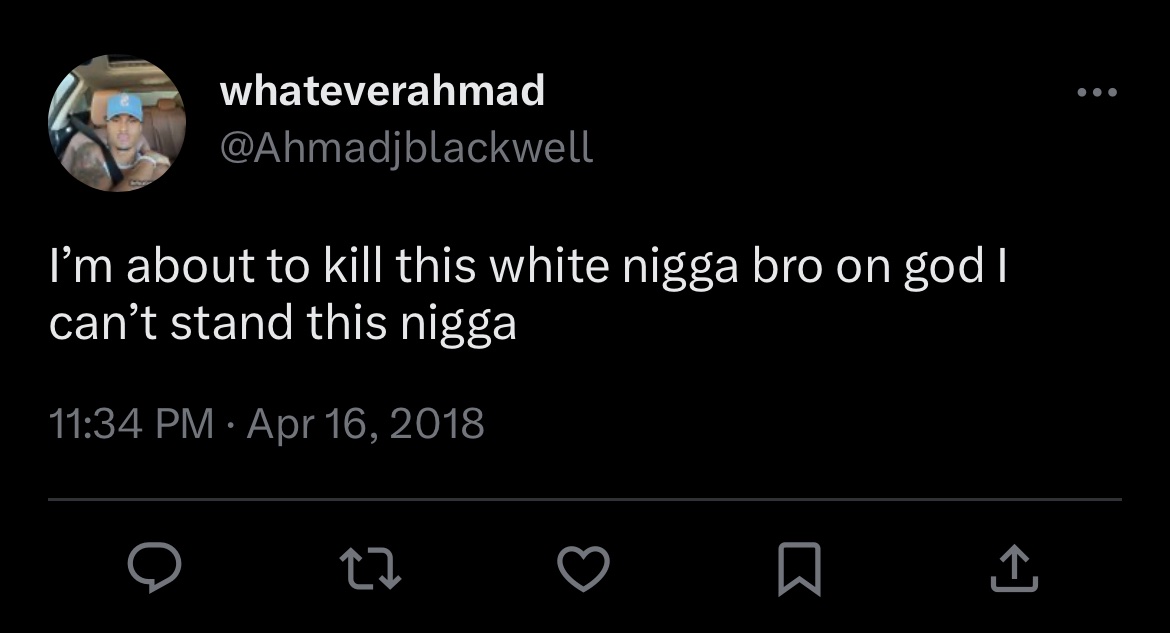 whateverahmad
@Ahmadjblackwell
I’m about to kill this white nigga bro on god I
can’t stand this nigga
11:34 PM · Apr 16, 2018